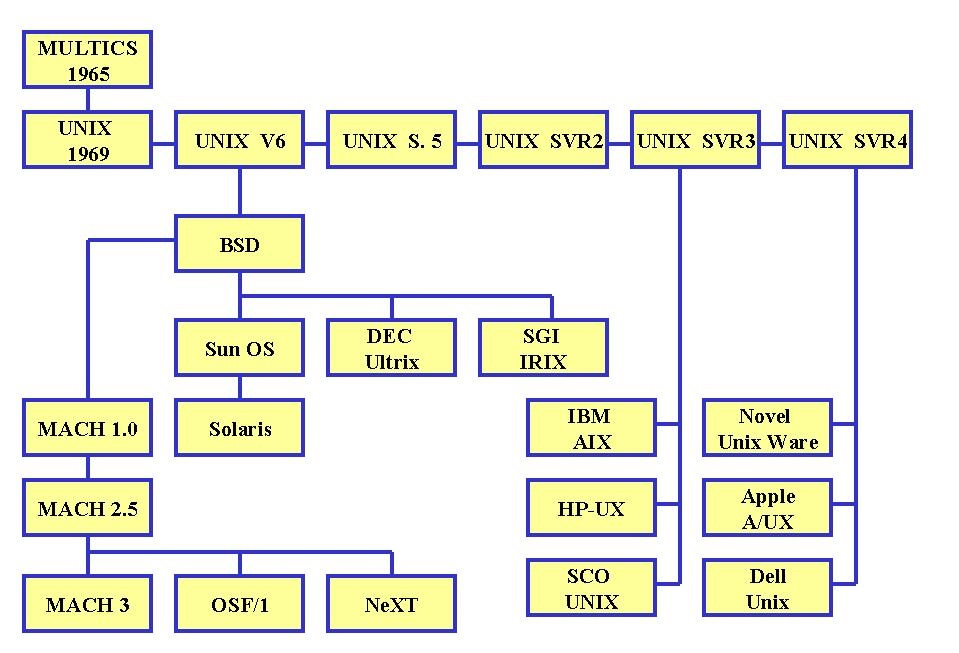 MULTICS
1965
UNIX
1969
UNIX V6
UNIX S. 5
UNIX SVR2
UNIX SVR3
UNIX SVR4
BSD
Sun OS
DEC
Ultrix
SGI
IRIX
MACH 1.0
Solaris
IBM
AIX
Novel
Unix Ware
MACH 2.5
HP-UX
Apple
A/UX
MACH 3
OSF/1
NeXT
SCO
UNIX
Dell
Unix